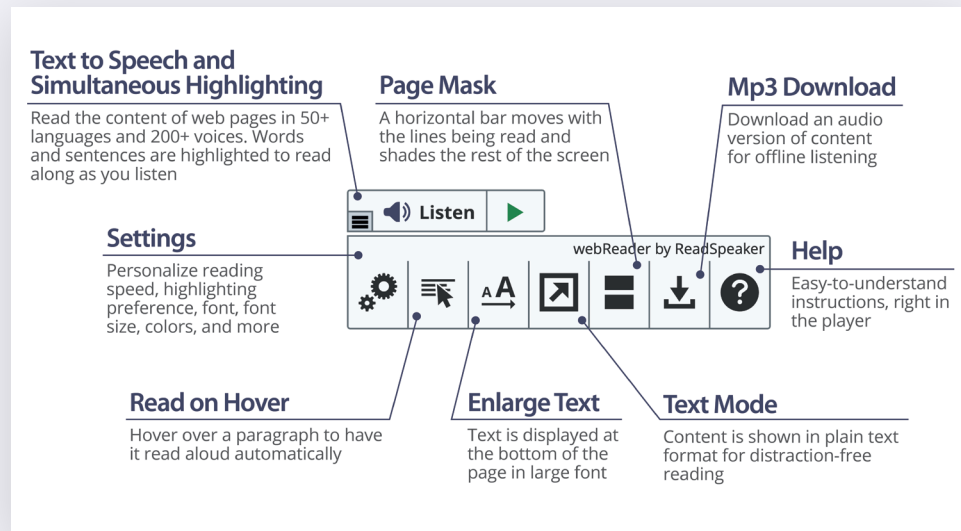 Text to Speech and
Simultaneous Highlighting
Read the content of web pages in 50+
languages and 200+ voices. Words
and sentences are highlighted to read
along as you listen
Page Mask
A horizontal bar moves with
the lines being read and
shades the rest of the screen
Mp3 Download
Download an audio
version of content
for offline listening
Listen
Settings
Personalize reading
speed, highlighting
preference, font, font
size, colors, and more
webReader by ReadSpeaker
A A
?
Help
Easy-to-understand
instructions, right in
the player
Read on Hover
Hover over a paragraph to have
it read aloud automatically
Enlarge Text
Text is displayed at
the bottom of the
page in large font
Text Mode
Content is shown in plain text
format for distraction-free
reading